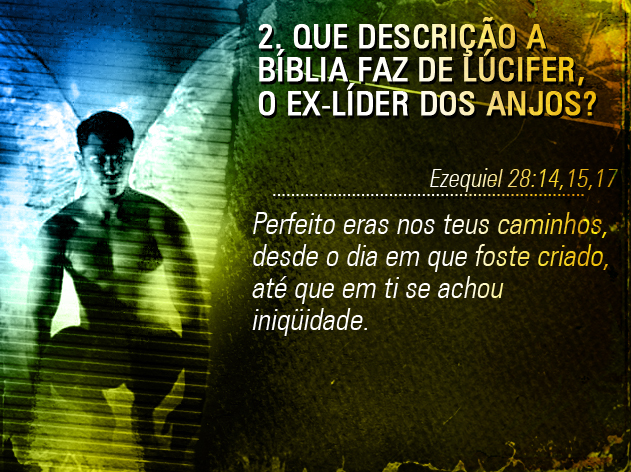 2. QUE DESCRIÇÃO A
BÍBLIA FAZ DE LÚCIFER,
O EX-LÍDER DOS ANJOS?
Ezequiel 28:14,15,17
Perfeito eras nos teus caminhos,
desde o dia em que foste criado,
até que em ti se achou
iniqüidade.